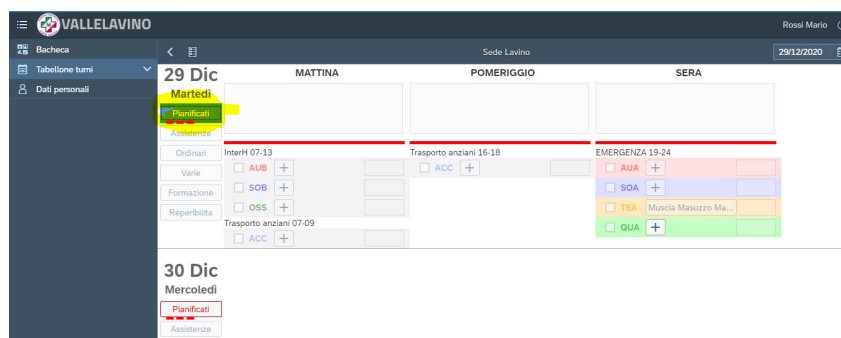 VALLELAVINO
Rossi Mario
Bacheca
Tabellone turni
Dati personali
Sede Lavino
29/12/2020
29 Dic
Martedì
MATTINA
POMERIGGIO
SERA
Pianificati
Assistenze
Ordinari
Varie
Formazione
Reperibilita
InterH 07-13
AUB +
SOB +
OSS +
Trasporto anziani 07-09
ACC +
Trasporto anziani 16-18
ACC +
EMERGENZA 19-24
AUA +
SOA +
TEA Muscia Masuzzo Ma...
QUA +
30 Dic
Mercoledì
Pianificati
Assistenze